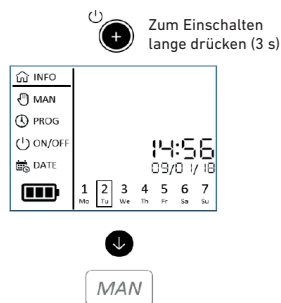 Zum Einschalten
lange drücken (3 s)
+
INFO
MAN
PROG
ON/OFF
DATE
14:56
09/01/18
1 2 3 4 5 6 7
Mo Tu We Th Fr Sa Su
MAN